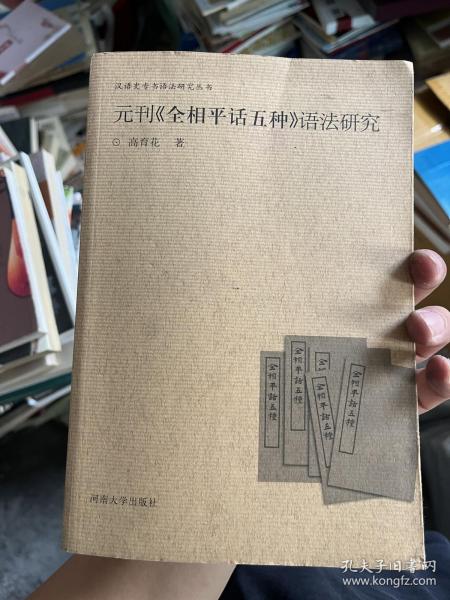 汉语史专书语法研究丛书
元刊《全相平话五种》语法研究
⊙ 高育花 著
全相平話五種
全相平話五種
全相平話五種
全相平話五種
河南大学出版社
孔夫子旧书网
www.kongfz.com